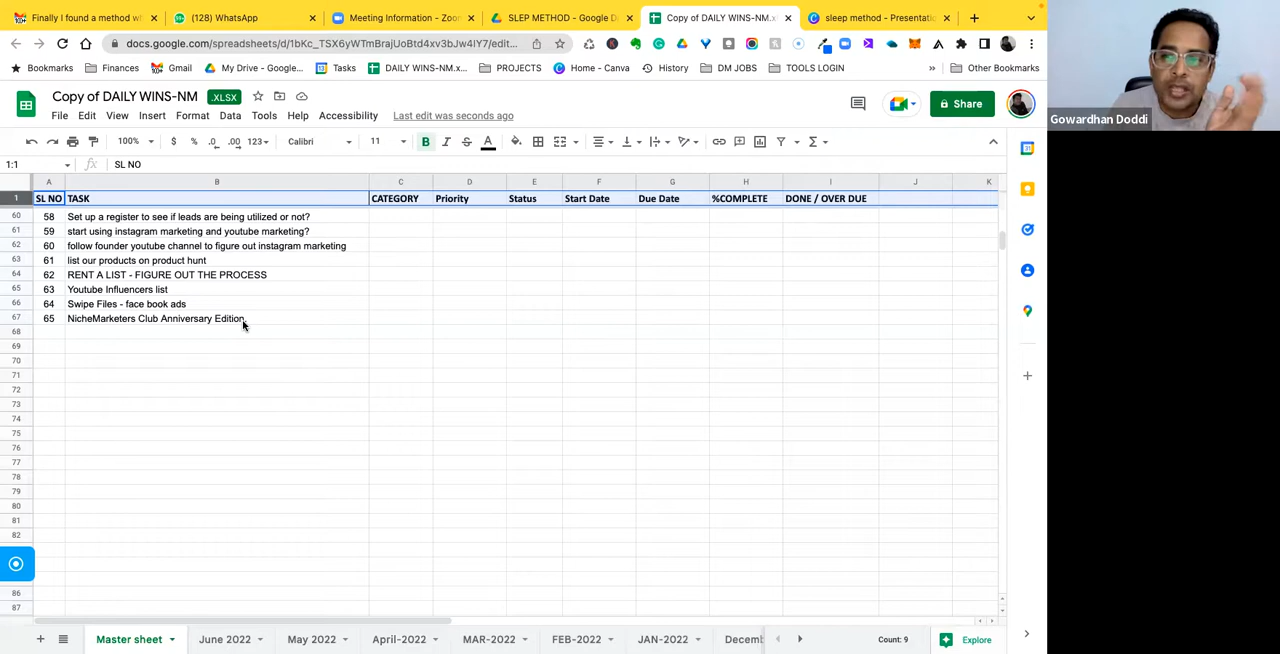 Finally I found a method wh
(128) WhatsApp
Meeting Information - Zoom
SLEP METHOD - Google D
Copy of DAILY WINS-NM.x
sleep method - Presentatio
docs.google.com/spreadsheets/d/1bKc_TSX6yWTmBrajUoBtd4xv3bJw4IY7/edit...
Bookmarks
Finances
Gmail
My Drive - Google...
Tasks
DAILY WINS-NM.x...
PROJECTS
Home - Canva
History
DM JOBS
TOOLS LOGIN
»
Other Bookmarks
Copy of DAILY WINS-NM .XLSX
Share
File Edit View Insert Format Data Tools Help Accessibility Last edit was seconds ago
100% $ % .0 .00 123 Calibri 11 B I S A
1:1 fx SL NO
A B C D E F G H I J K
1 SL NO TASK CATEGORY Priority Status Start Date Due Date %COMPLETE DONE / OVER DUE
60 58 Set up a register to see if leads are being utilized or not?
61 59 start using instagram marketing and youtube marketing?
62 60 follow founder youtube channel to figure out instagram marketing
63 61 list our products on product hunt
64 62 RENT A LIST - FIGURE OUT THE PROCESS
65 63 Youtube Influencers list
66 64 Swipe Files - face book ads
67 65 NicheMarketers Club Anniversary Edition
68
69
70
71
72
73
74
75
76
77
78
79
80
81
82
86
87
Master sheet June 2022 May 2022 April-2022 MAR-2022 FEB-2022 JAN-2022 Decemb Count: 9 Explore
Gowardhan Doddi